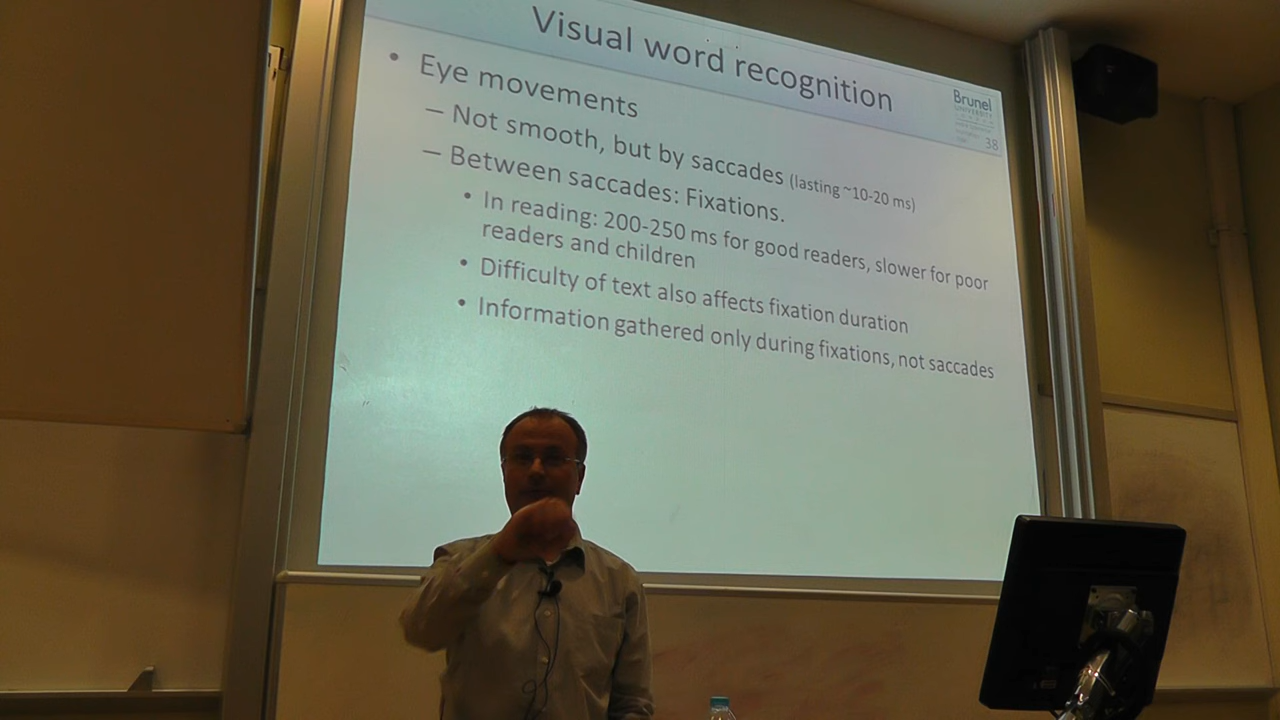 Visual word recognition
Brunel
UNIVERSITY
38
• Eye movements
– Not smooth, but by saccades (lasting ~10-20 ms)
– Between saccades: Fixations.
• In reading: 200-250 ms for good readers, slower for poor
readers and children
• Difficulty of text also affects fixation duration
• Information gathered only during fixations, not saccades